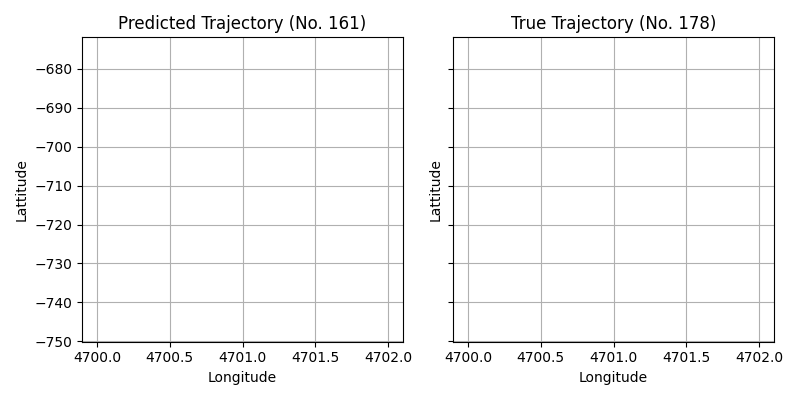 Predicted Trajectory (No. 161)
True Trajectory (No. 178)
−680
−690
−700
−710
−720
−730
−740
−750
Lattitude
Lattitude
4700.0 4700.5 4701.0 4701.5 4702.0
4700.0 4700.5 4701.0 4701.5 4702.0
Longitude
Longitude